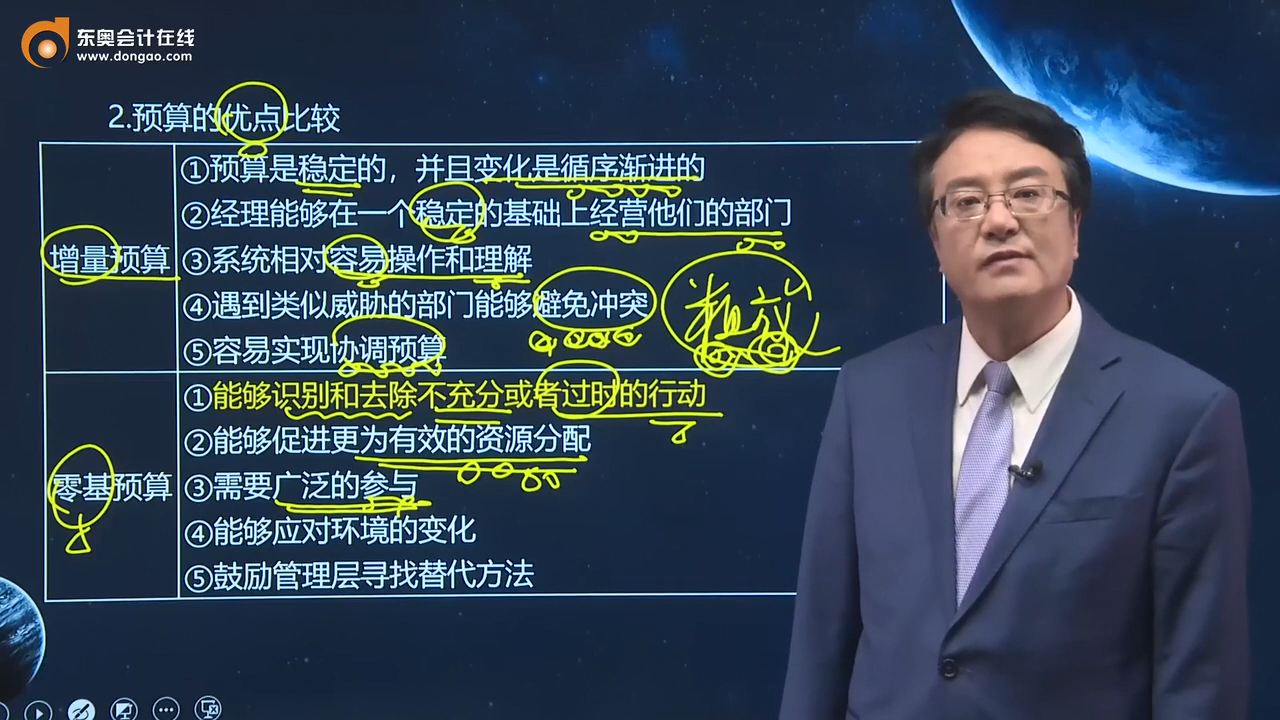 东奥会计在线
www.dongao.com
2.预算的优点比较
增量预算
①预算是稳定的，并且变化是循序渐进的
②经理能够在一个稳定的基础上经营他们的部门
③系统相对容易操作和理解
④遇到类似威胁的部门能够避免冲突
⑤容易实现协调预算
粗放
零基预算
①能够识别和去除不充分或者过时的行动
②能够促进更为有效的资源分配
③需要广泛的参与
④能够应对环境的变化
⑤鼓励管理层寻找替代方法